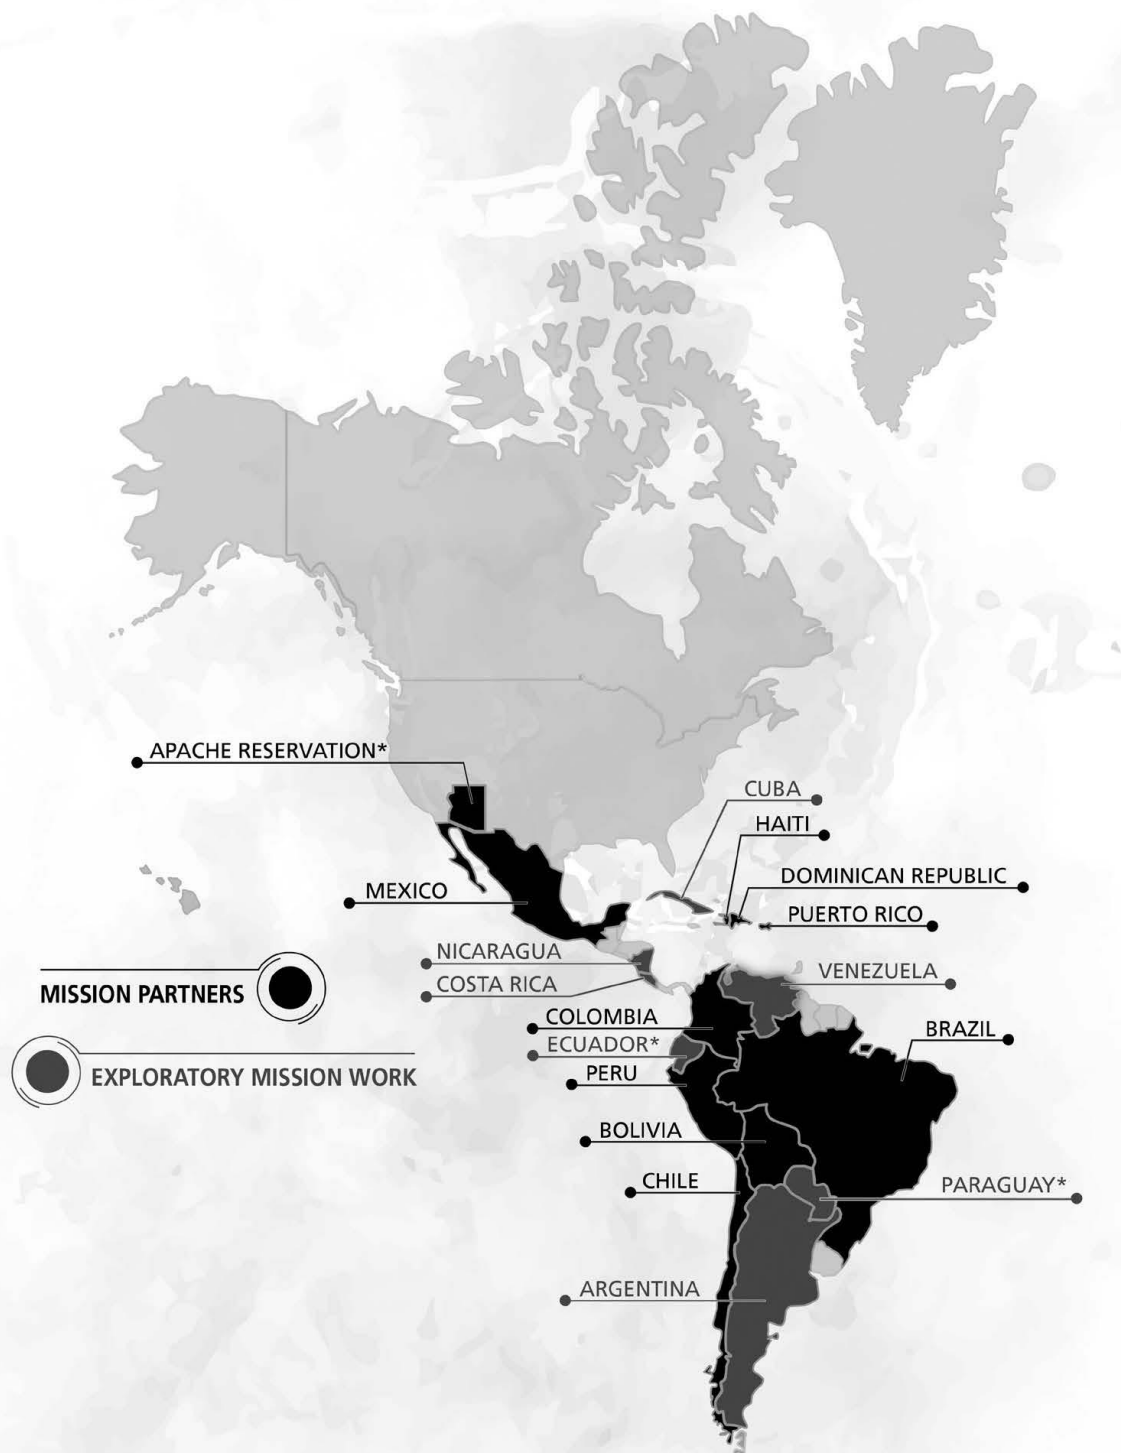 APACHE RESERVATION*
CUBA
HAITI
DOMINICAN REPUBLIC
MEXICO
PUERTO RICO
NICARAGUA
VENEZUELA
COSTA RICA
MISSION PARTNERS
COLOMBIA
BRAZIL
ECUADOR*
EXPLORATORY MISSION WORK
PERU
BOLIVIA
CHILE
PARAGUAY*
ARGENTINA